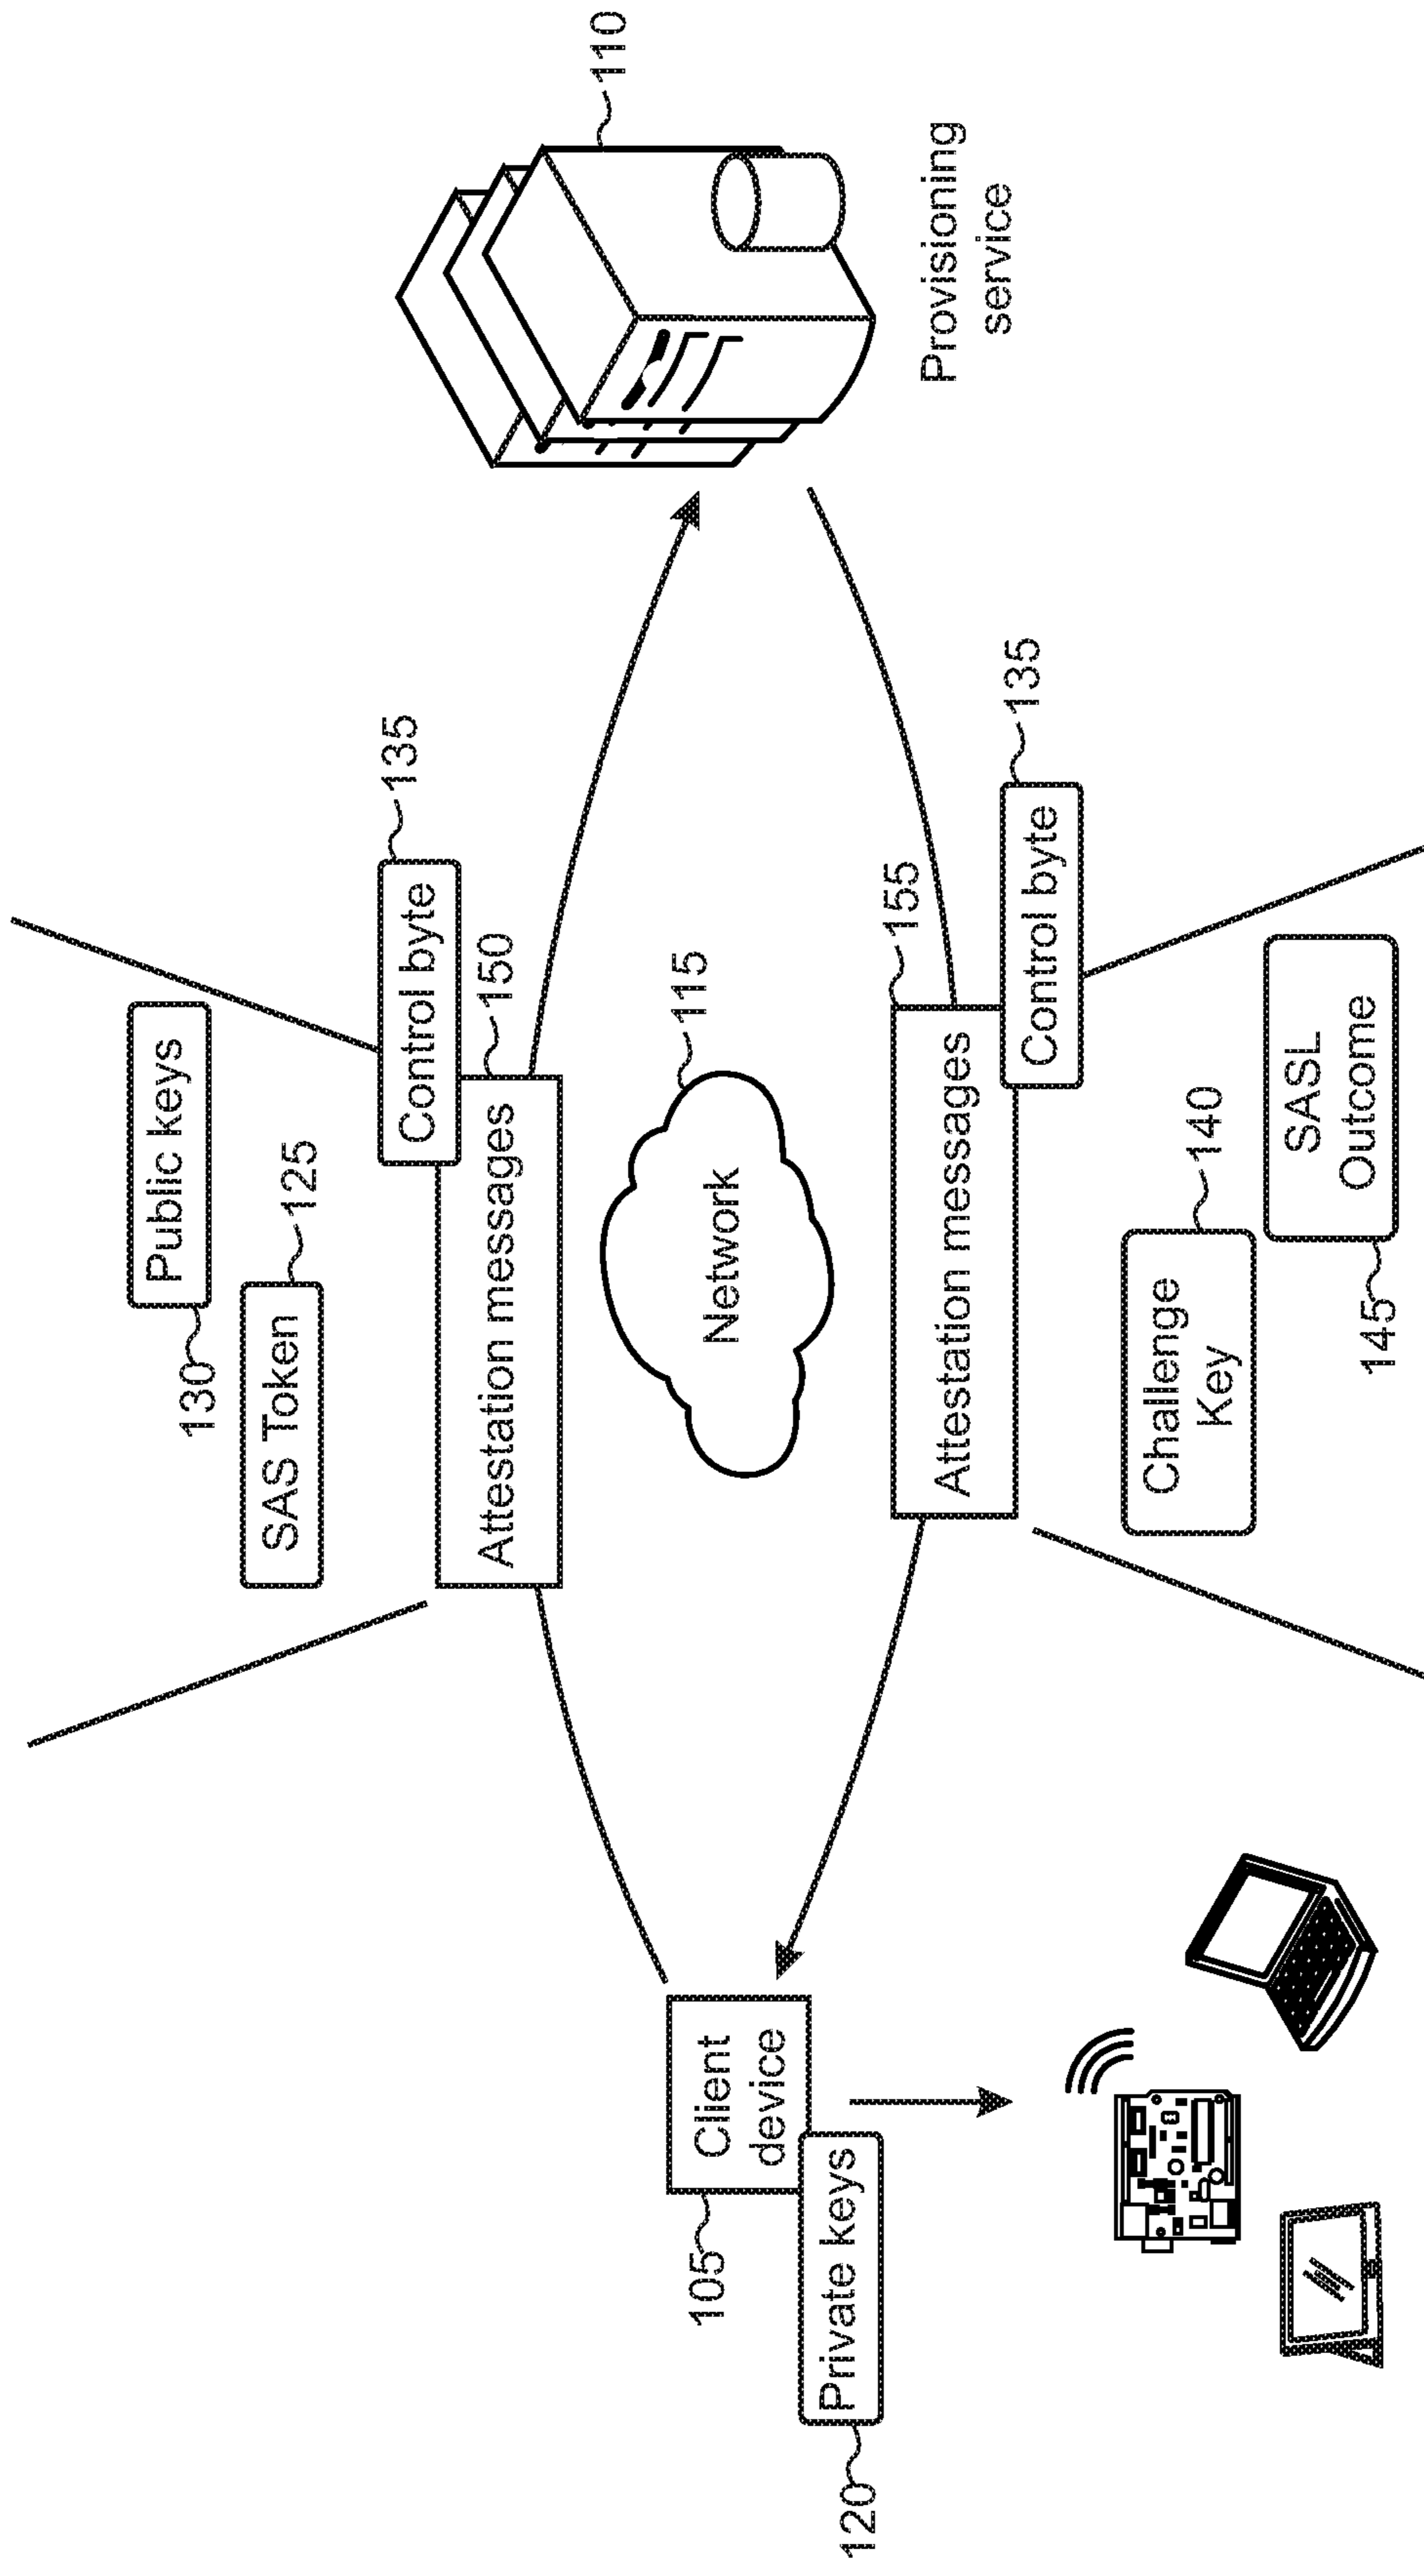 Public keys
130
SAS Token
125
Control byte
135
Attestation messages
150
Network
115
Client
device
105
Private keys
120
110
Provisioning
service
Attestation messages
155
Control byte
135
Challenge
Key
140
SASL
Outcome
145